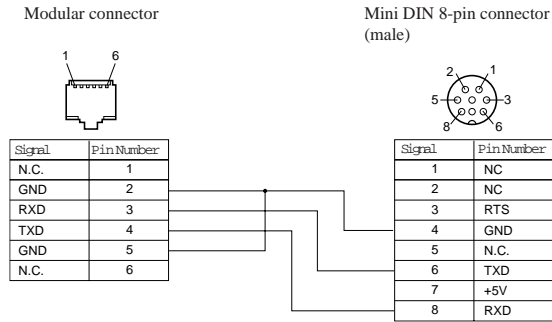 Modular connector
Mini DIN 8-pin connector
(male)
1 6
2 1
5 3
8 6
Signal Pin Number
N.C. 1
GND 2
RXD 3
TXD 4
GND 5
N.C. 6
Signal Pin Number
1 NC
2 NC
3 RTS
4 GND
5 N.C.
6 TXD
7 +5V
8 RXD